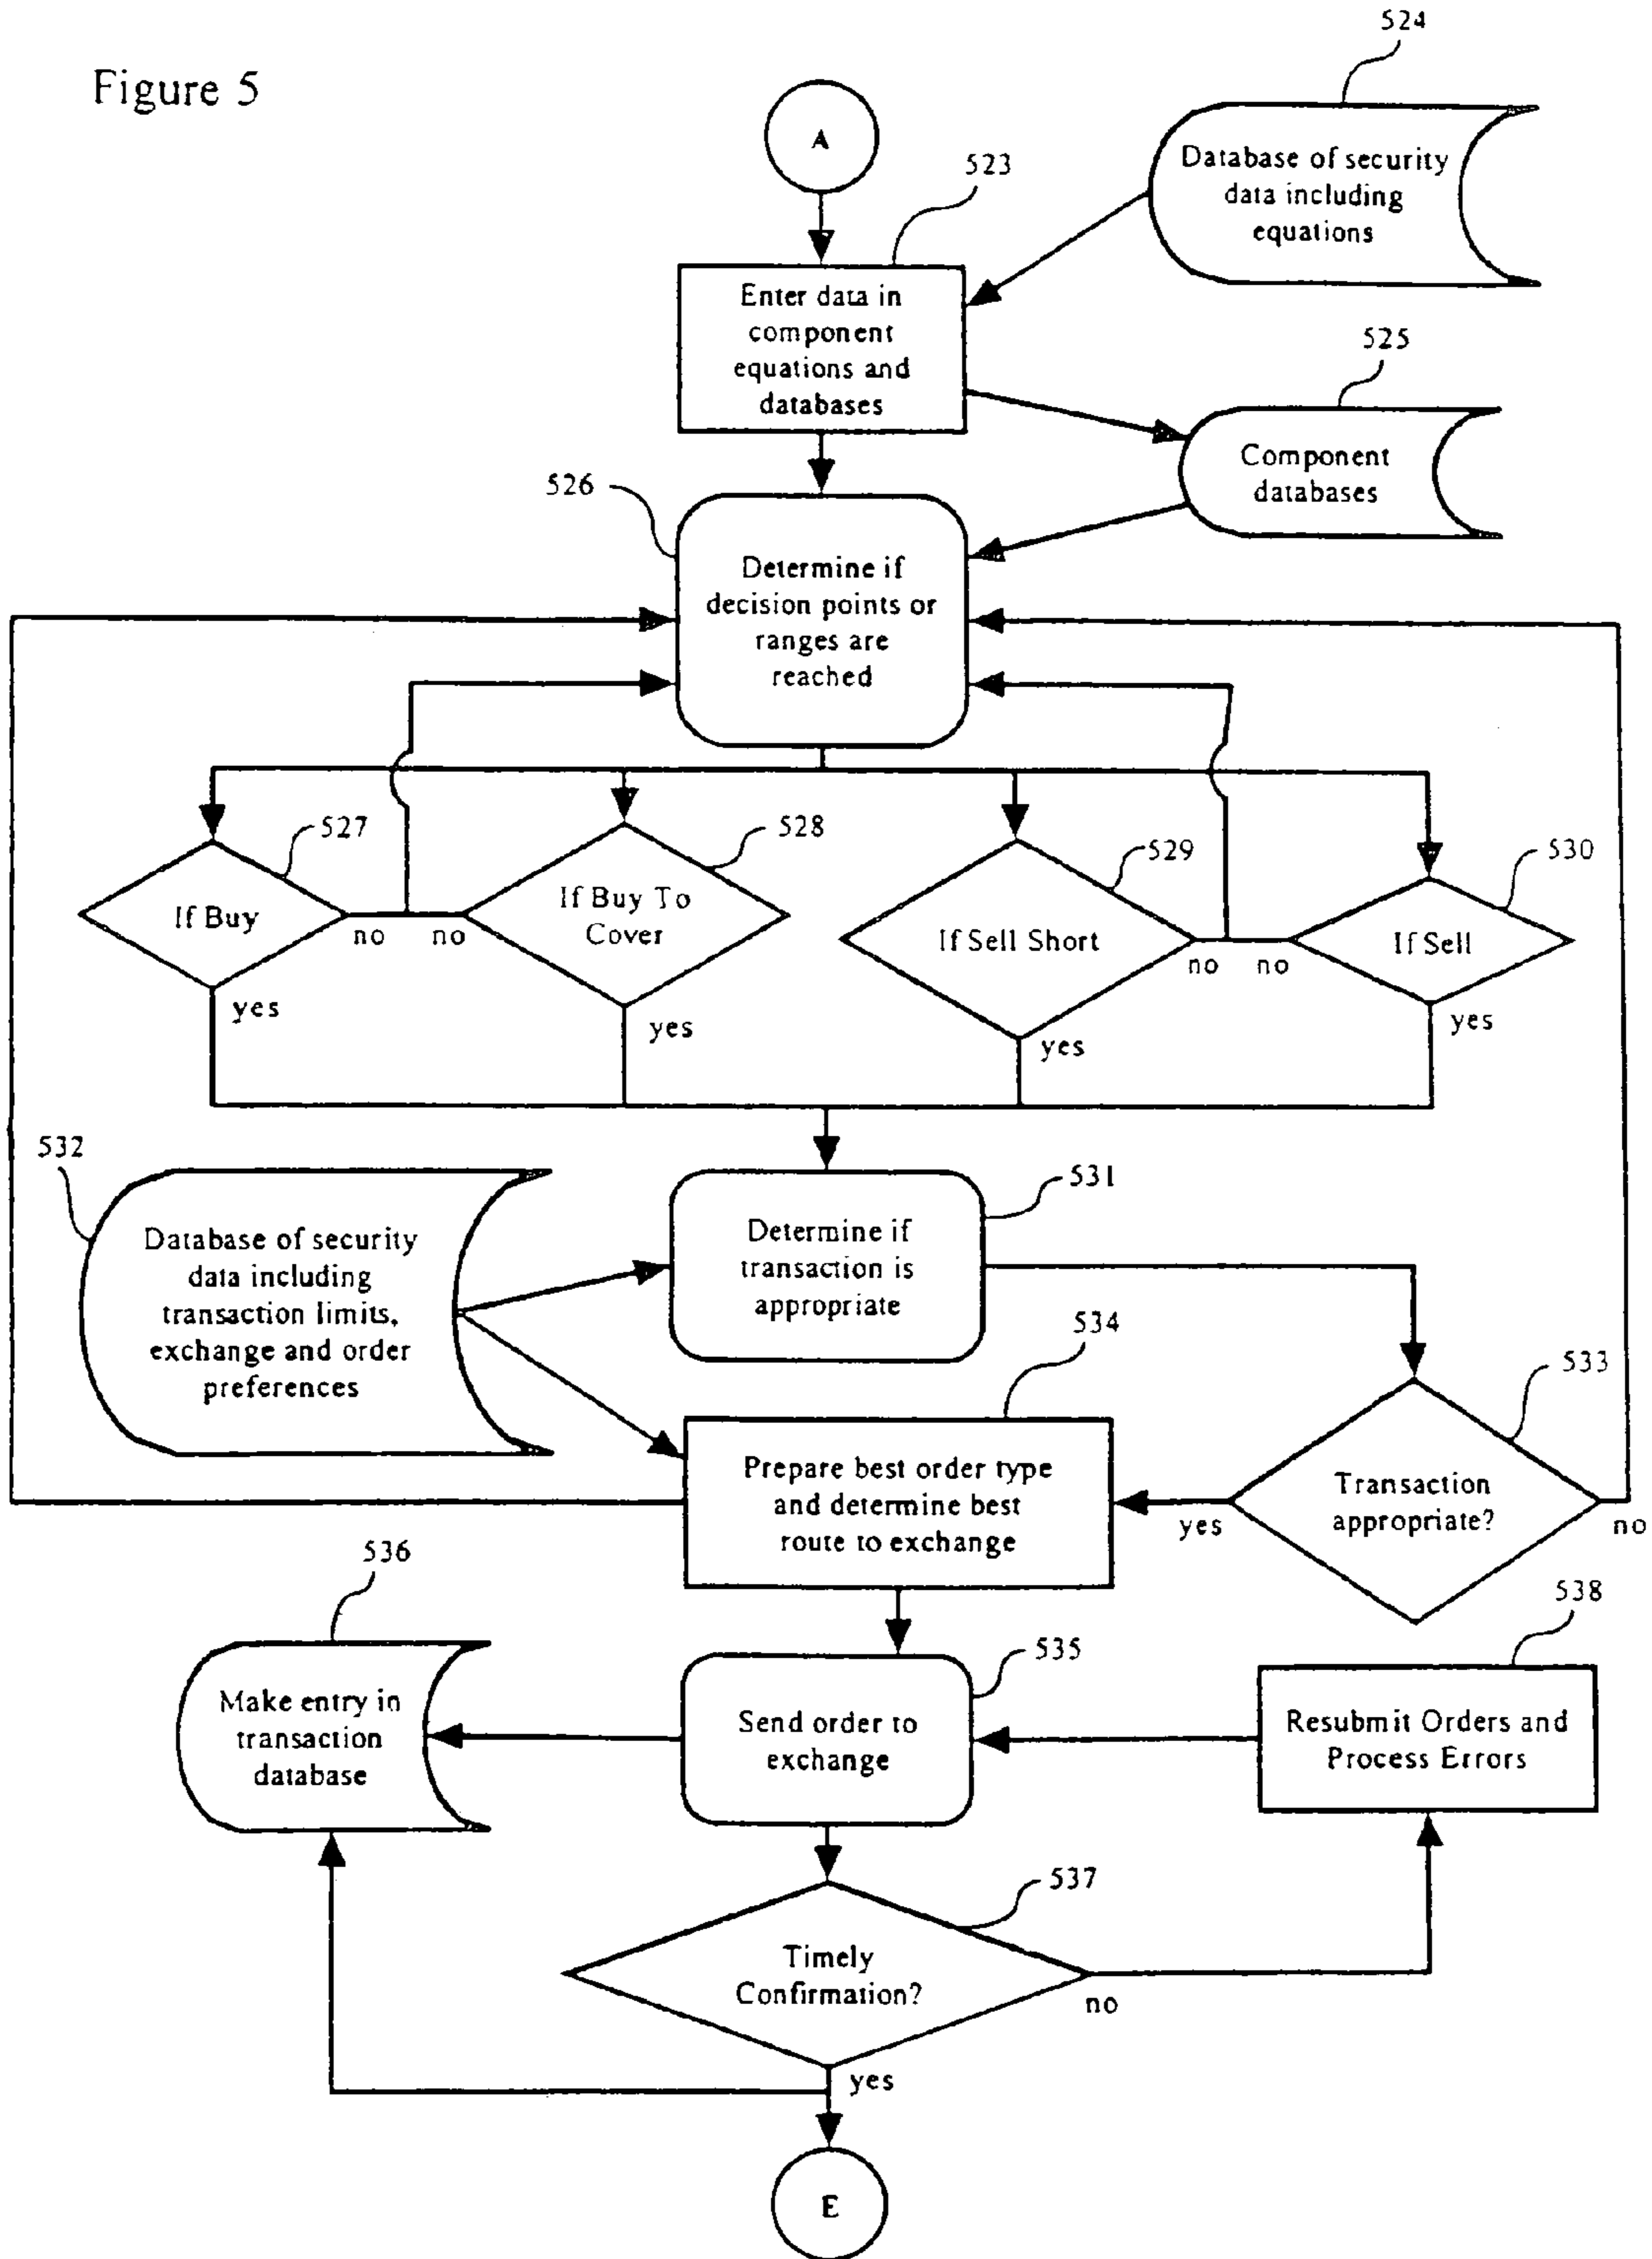 Figure 5
524
A
523
Database of security
data including
equations
Enter data in
component
equations and
databases
525
Component
databases
526
Determine if
decision points or
ranges are
reached
527
528
529
530
If Buy
If Buy To
Cover
If Sell Short
If Sell
no
no
no
no
yes
yes
yes
yes
532
531
Database of security
data including
transaction limits,
exchange and order
preferences
Determine if
transaction is
appropriate
534
533
Prepare best order type
and determine best
route to exchange
Transaction
appropriate?
yes
no
536
538
535
Make entry in
transaction
database
Send order to
exchange
Resubmit Orders and
Process Errors
537
Timely
Confirmation?
no
yes
E